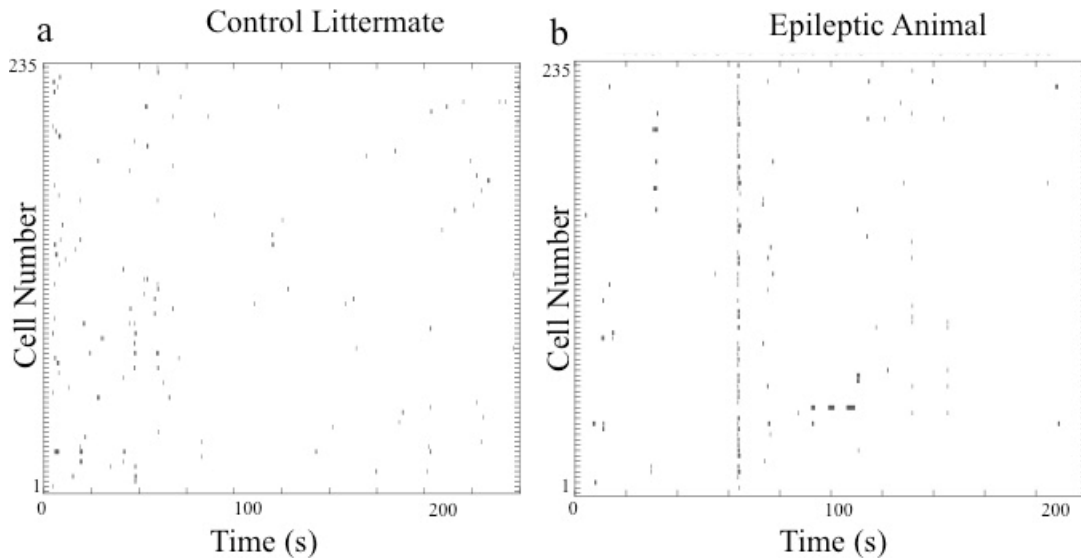 a
Control Littermate
235
Cell Number
1
0
100
200
Time (s)
b
Epileptic Animal
235
Cell Number
1
0
100
200
Time (s)